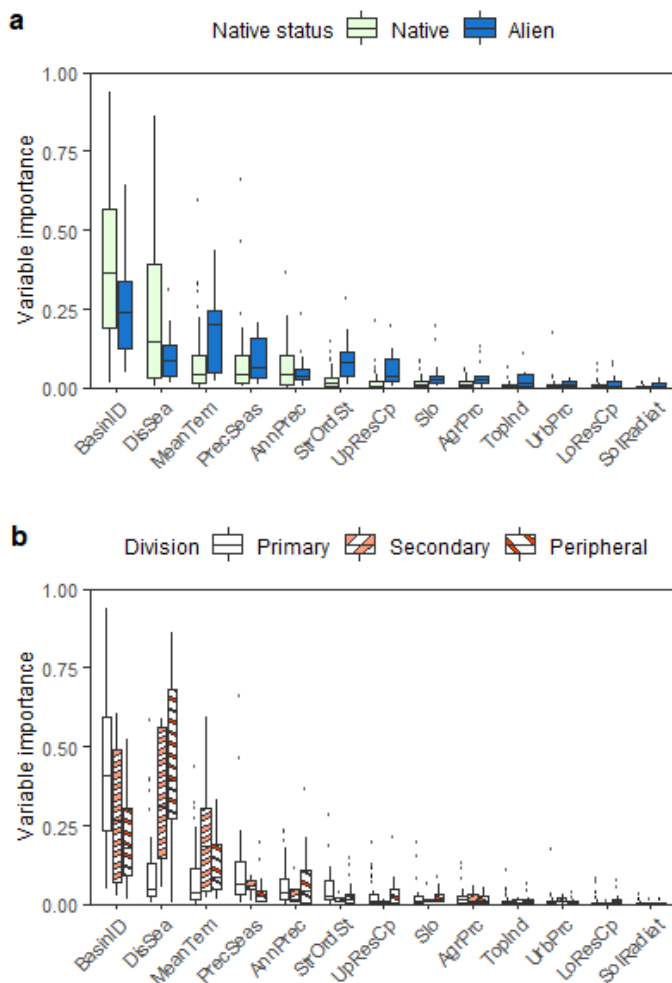 a
Native status Native Alien
Variable importance
1.00
0.75
0.50
0.25
0.00
BasinID DisSea MeanTem PrecSeas AnnPrec StrOrdSt UpResCp Slo AgrPrc TopInd UrbPrc LoResCp SolRadiat
b
Division Primary Secondary Peripheral
Variable importance
1.00
0.75
0.50
0.25
0.00
BasinID DisSea MeanTem PrecSeas AnnPrec StrOrdSt UpResCp Slo AgrPrc TopInd UrbPrc LoResCp SolRadiat